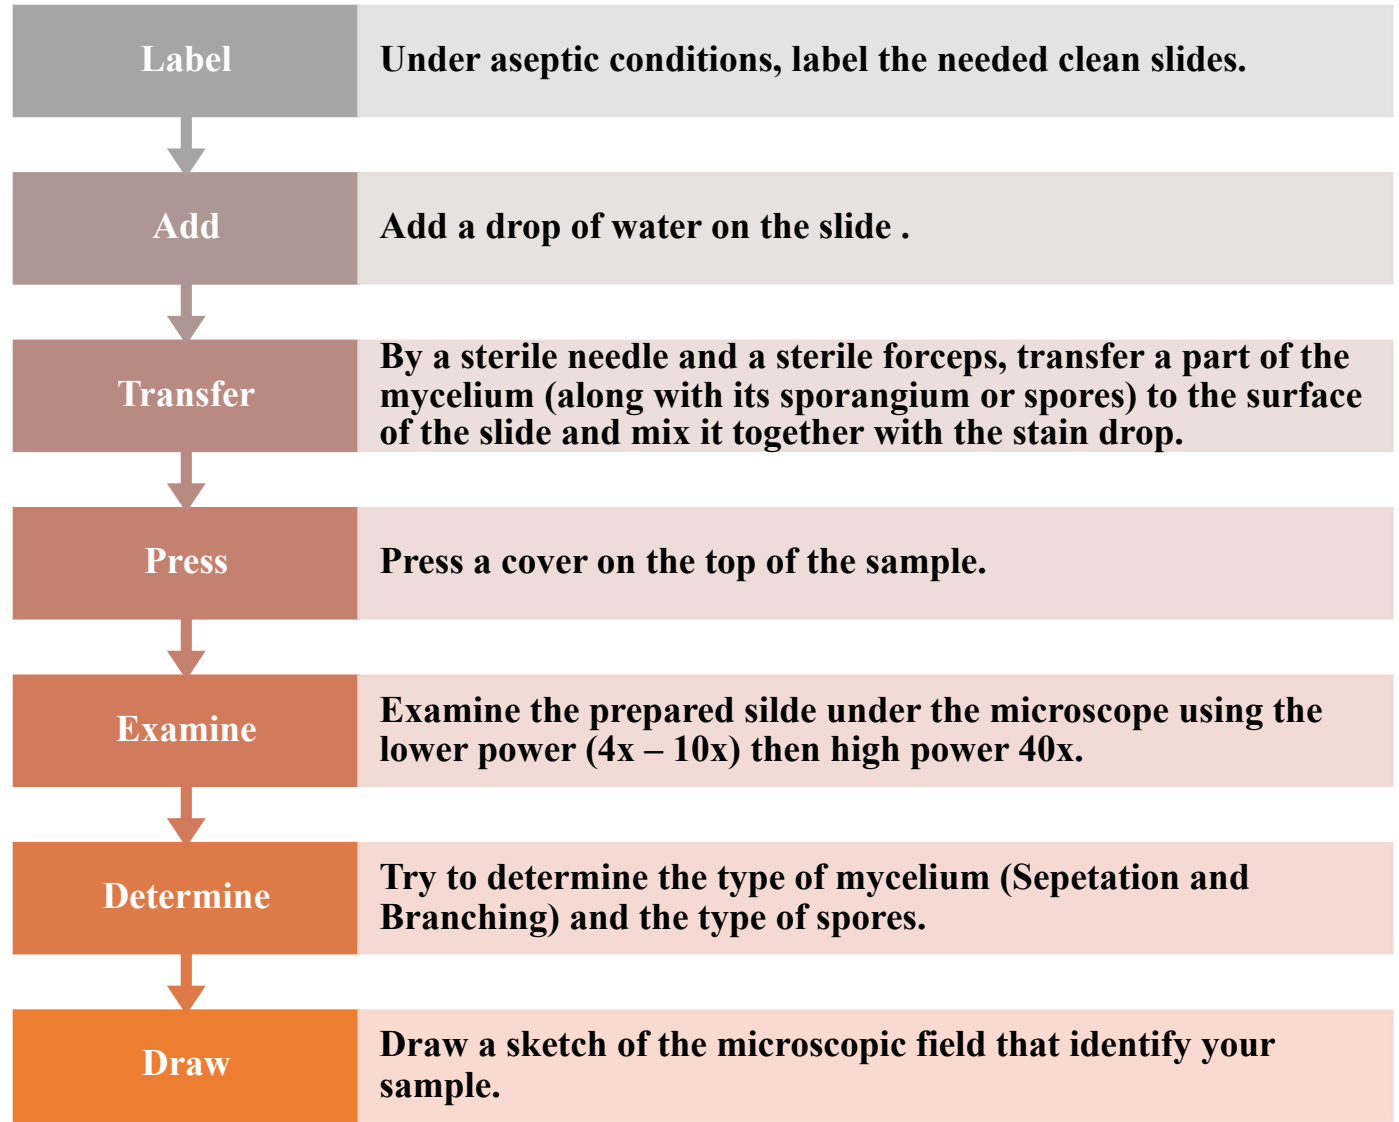 Label
Under aseptic conditions, label the needed clean slides.
Add
Add a drop of water on the slide .
Transfer
By a sterile needle and a sterile forceps, transfer a part of the
mycelium (along with its sporangium or spores) to the surface
of the slide and mix it together with the stain drop.
Press
Press a cover on the top of the sample.
Examine
Examine the prepared silde under the microscope using the
lower power (4x – 10x) then high power 40x.
Determine
Try to determine the type of mycelium (Sepetation and
Branching) and the type of spores.
Draw
Draw a sketch of the microscopic field that identify your
sample.